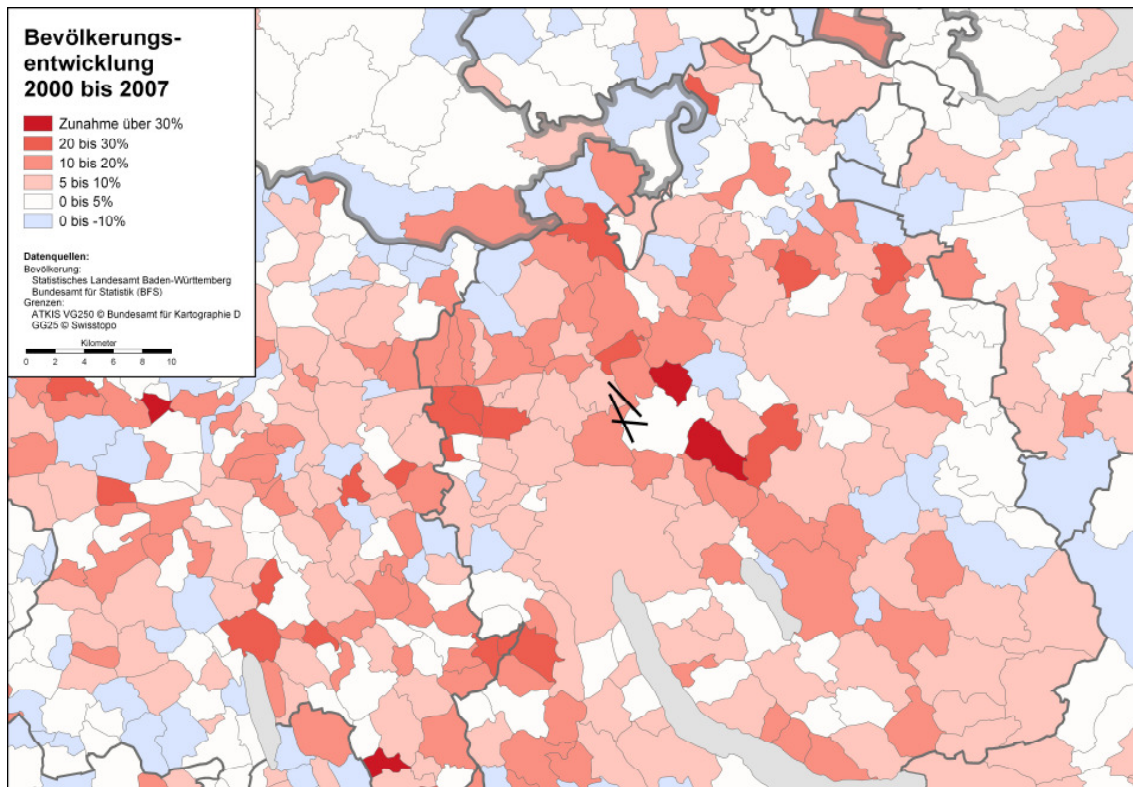 Bevölkerungs-
entwicklung
2000 bis 2007
Zunahme über 30%
20 bis 30%
10 bis 20%
5 bis 10%
0 bis 5%
0 bis -10%
Datenquellen:
Bevölkerung:
Statistisches Landesamt Baden-Württemberg
Bundesamt für Statistik (BFS)
Grenzen:
ATKIS VG250 © Bundesamt für Kartographie D
GG25 © Swisstopo
Kilometer
0 2 4 6 8 10